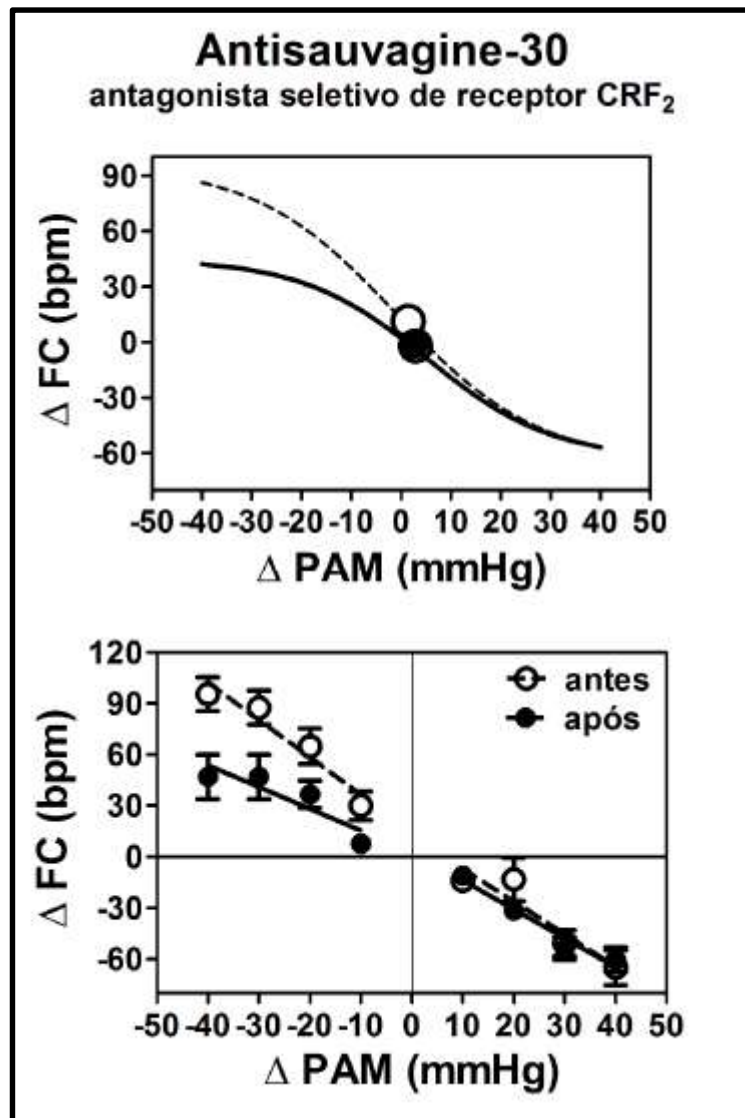 Antisauvagine-30
antagonista seletivo de receptor CRF₂
90
60
30
0
-30
-60
Δ FC (bpm)
-50 -40 -30 -20 -10 0 10 20 30 40 50
Δ PAM (mmHg)
120
90
60
30
0
-30
-60
Δ FC (bpm)
antes
após
-50 -40 -30 -20 -10 0 10 20 30 40 50
Δ PAM (mmHg)